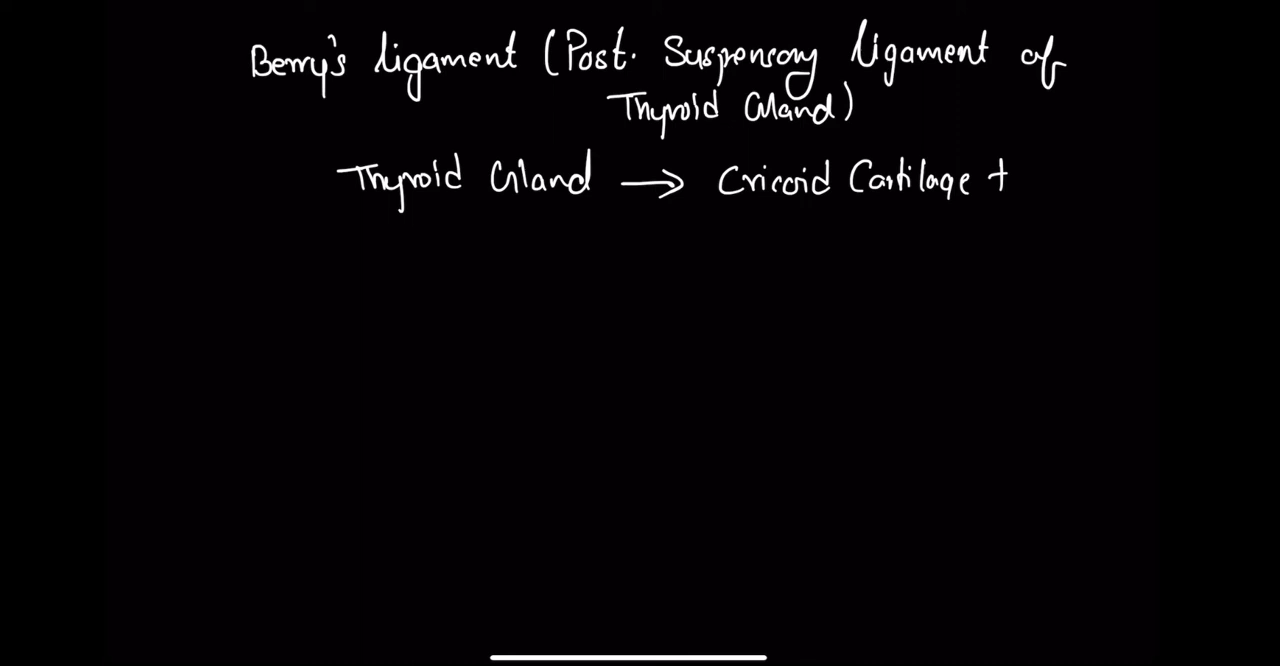 Berry's ligament (Post. Suspensory ligament of
Thyroid Gland)
Thyroid Gland → Cricoid Cartilage +